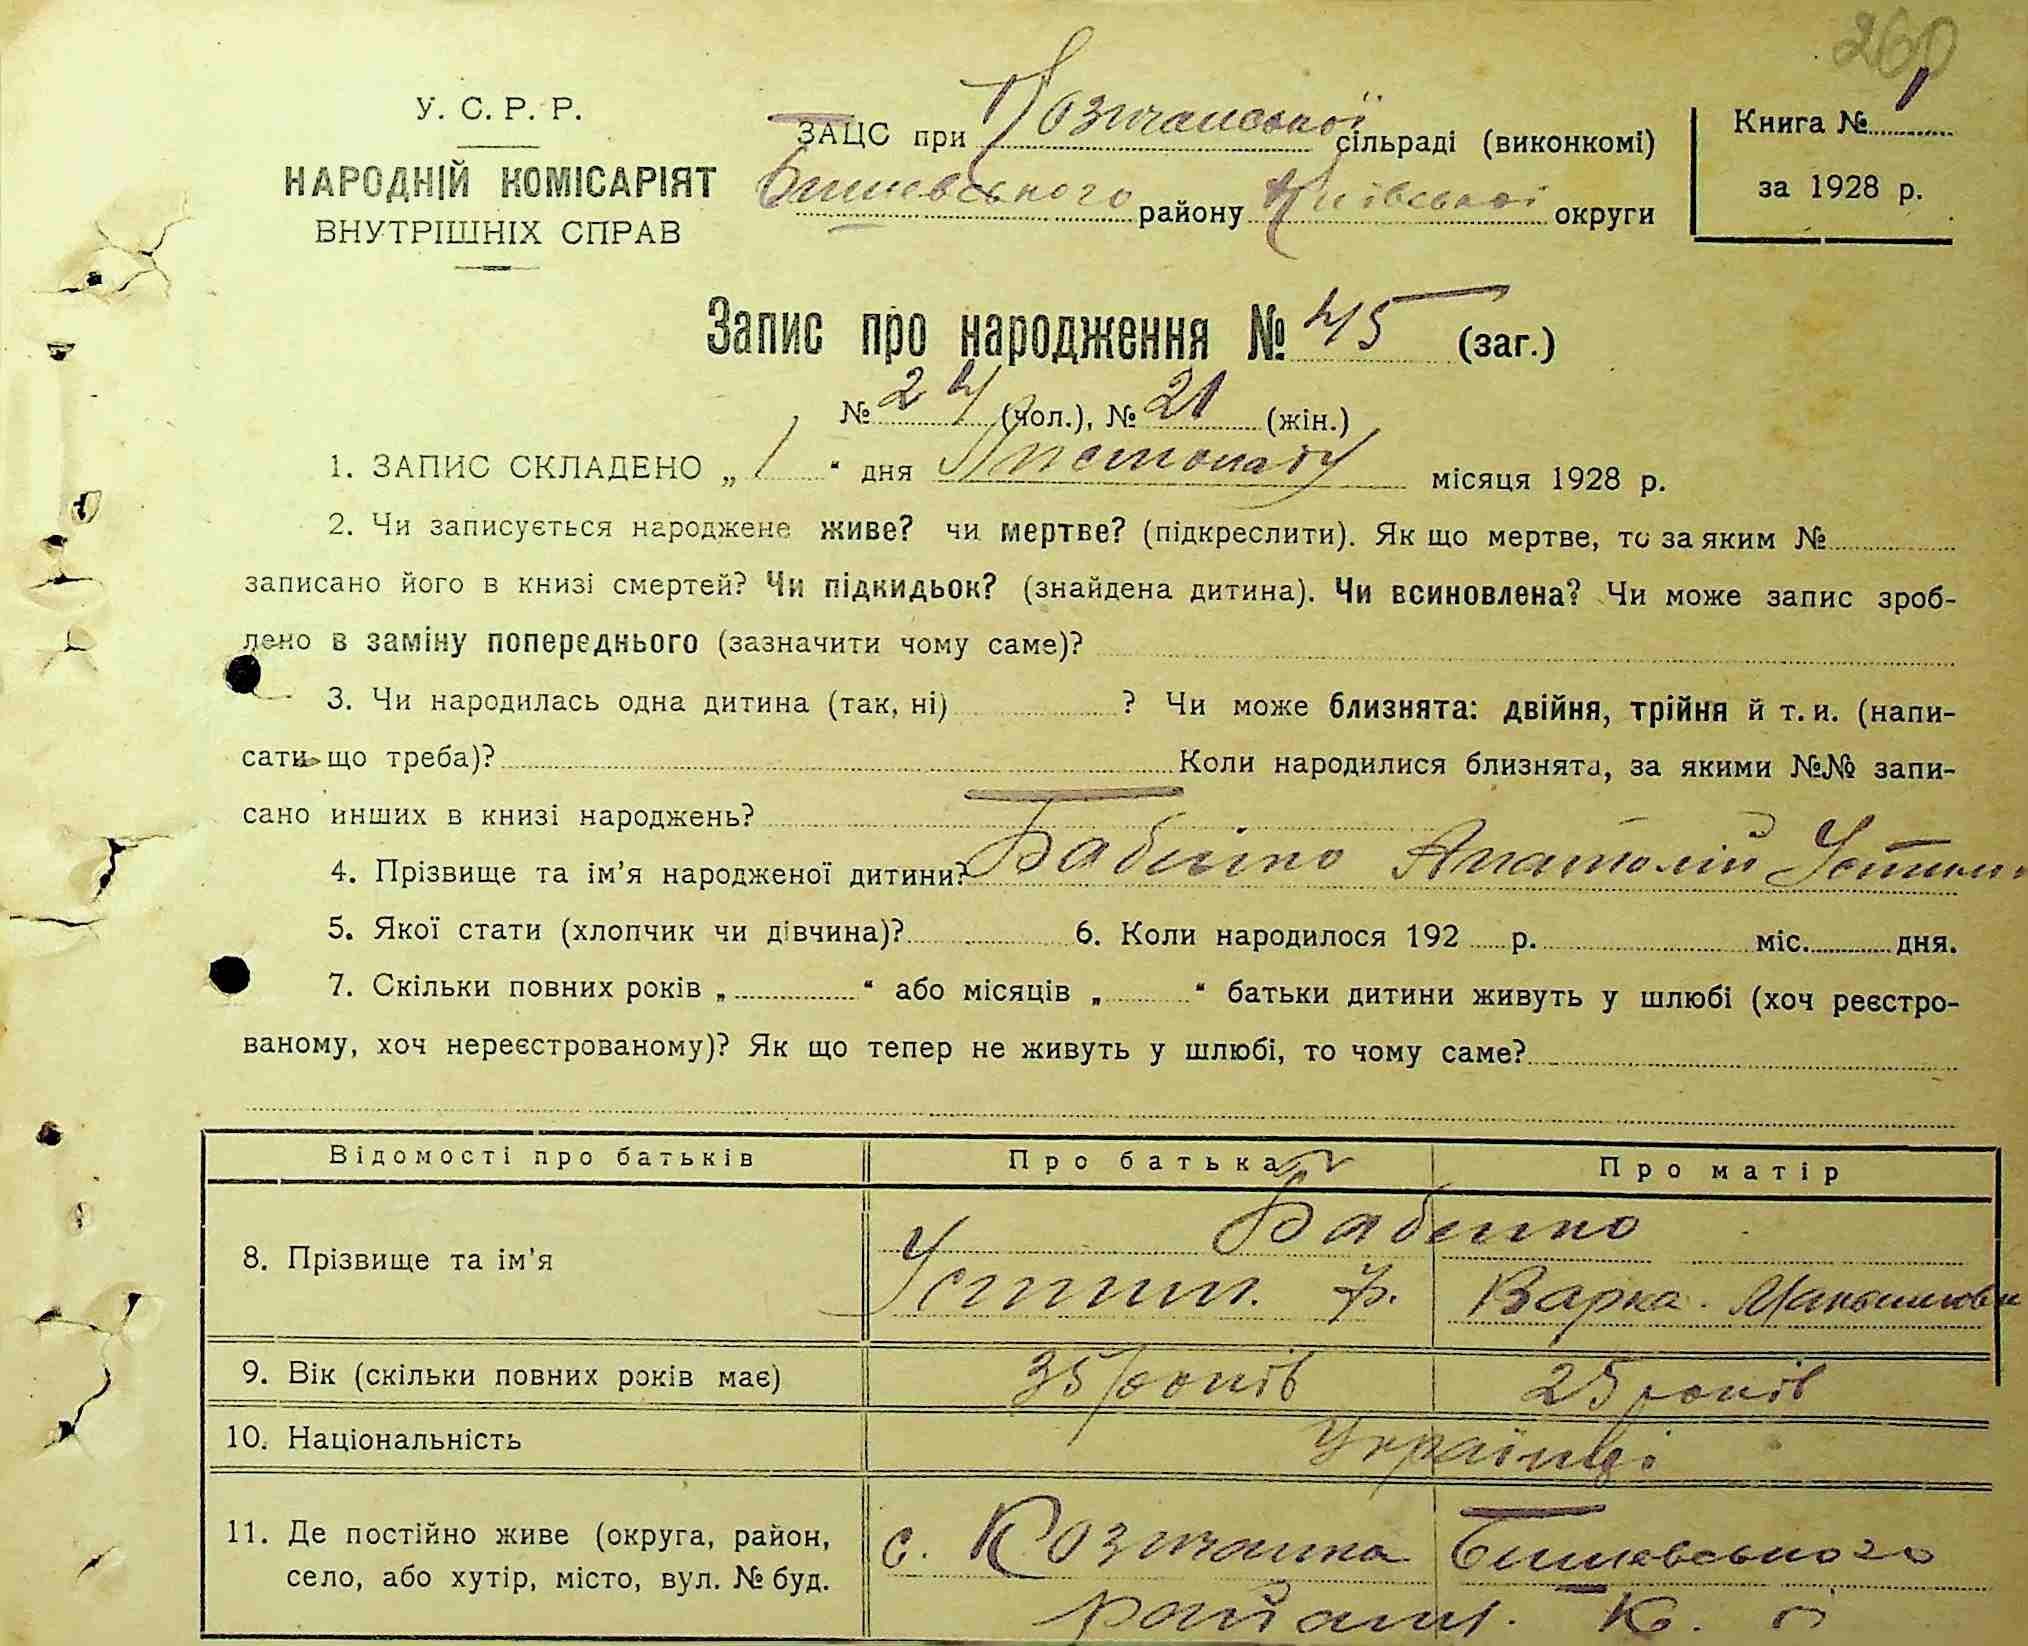 260
У. С. Р. Р.
НАРОДНІЙ КОМІСАРІЯТ
ВНУТРІШНІХ СПРАВ
ЗАЦС при Козичанської сільраді (виконкомі)
Бишевського району Київської округи
Книга № 1
за 1928 р.
Запис про народження № 45 (заг.)
№ 24 (чол.), № 21 (жін.)
1. ЗАПИС СКЛАДЕНО „ 1 “ дня Листопаду місяця 1928 р.
2. Чи записується народжене живе? чи мертве? (підкреслити). Як що мертве, то за яким №
записано його в книзі смертей? Чи підкидьок? (знайдена дитина). Чи всиновлена? Чи може запис зроб-
лено в заміну попереднього (зазначити чому саме)?
3. Чи народилась одна дитина (так, ні) ? Чи може близнята: двійня, трійня й т. и. (напи-
сати що треба)? Коли народилися близнята, за якими №№ запи-
сано инших в книзі народжень?
4. Прізвище та ім’я народженої дитини? Бабенко Анатолій
5. Якої стати (хлопчик чи дівчина)? 6. Коли народилося 192 р. міс. дня.
7. Скільки повних років „ “ або місяців „ “ батьки дитини живуть у шлюбі (хоч реєстро-
ваному, хоч нереєстрованому)? Як що тепер не живуть у шлюбі, то чому саме?
Відомості про батьків Про батька Про матір
8. Прізвище та ім’я Бабенко
Устим. Ф. Варка. Макаимовн
9. Вік (скільки повних років має) 35 років 25 років
10. Національність Українці
11. Де постійно живе (округа, район,
село, або хутір, місто, вул. № буд.
с. Козичанка Бишевського
району. К. о